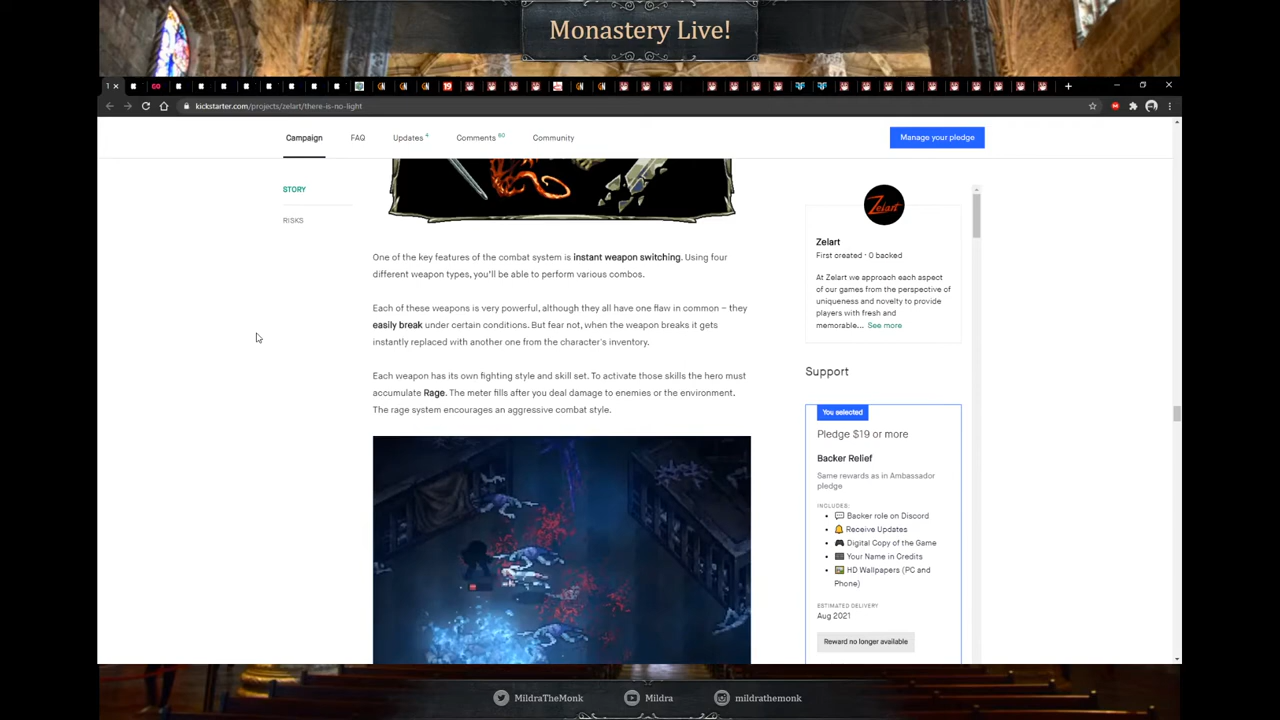 Monastery Live!
kickstarter.com/projects/zelart/there-is-no-light
Campaign FAQ Updates 4 Comments 60 Community
Manage your pledge
STORY
RISKS
One of the key features of the combat system is instant weapon switching. Using four
different weapon types, you'll be able to perform various combos.
Each of these weapons is very powerful, although they all have one flaw in common – they
easily break under certain conditions. But fear not, when the weapon breaks it gets
instantly replaced with another one from the character's inventory.
Each weapon has its own fighting style and skill set. To activate those skills the hero must
accumulate Rage. The meter fills after you deal damage to enemies or the environment.
The rage system encourages an aggressive combat style.
Zelart
Zelart
First created · 0 backed
At Zelart we approach each aspect
of our games from the perspective of
uniqueness and novelty to provide
players with fresh and
memorable... See more
Support
You selected
Pledge $19 or more
Backer Relief
Same rewards as in Ambassador
pledge
INCLUDES:
• Backer role on Discord
• Receive Updates
• Digital Copy of the Game
• Your Name in Credits
• HD Wallpapers (PC and
Phone)
ESTIMATED DELIVERY
Aug 2021
Reward no longer available
MildraTheMonk Mildra mildrathemonk